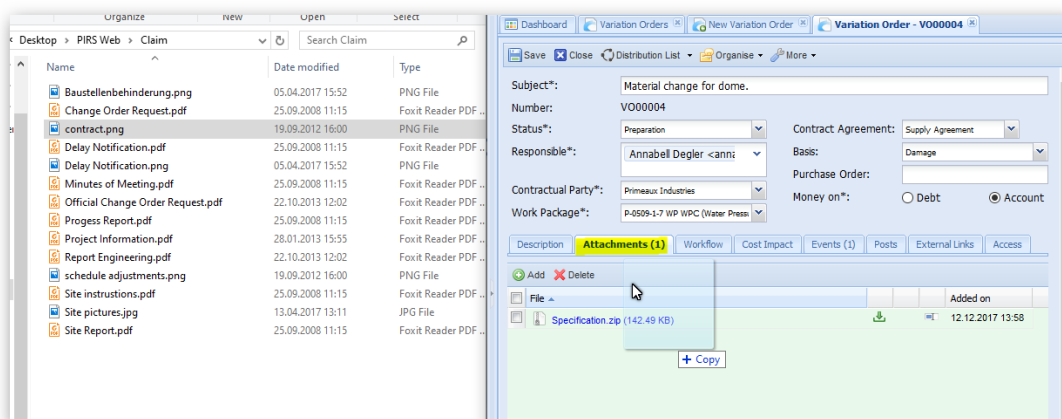 Organize New Open Select
Desktop > PIRS Web > Claim
Search Claim
Name Date modified Type
Baustellenbehinderung.png 05.04.2017 15:52 PNG File
Change Order Request.pdf 25.09.2008 11:15 Foxit Reader PDF ...
contract.png 19.09.2012 16:00 PNG File
Delay Notification.pdf 25.09.2008 11:15 Foxit Reader PDF ...
Delay Notification.png 05.04.2017 15:52 PNG File
Minutes of Meeting.pdf 25.09.2008 11:15 Foxit Reader PDF ...
Official Change Order Request.pdf 22.10.2013 12:02 Foxit Reader PDF ...
Progess Report.pdf 25.09.2008 11:15 Foxit Reader PDF ...
Project Information.pdf 28.01.2013 15:55 Foxit Reader PDF ...
Report Engineering.pdf 22.10.2013 12:02 Foxit Reader PDF ...
schedule adjustments.png 19.09.2012 16:00 PNG File
Site instrustions.pdf 25.09.2008 11:15 Foxit Reader PDF ...
Site pictures.jpg 13.04.2017 13:11 JPG File
Site Report.pdf 25.09.2008 11:15 Foxit Reader PDF ...
Dashboard Variation Orders New Variation Order Variation Order - VO00004
Save Close Distribution List Organise More
Subject*: Material change for dome.
Number: VO00004
Status*: Preparation Contract Agreement: Supply Agreement
Responsible*: Annabell Degler <anna Basis: Damage
Purchase Order:
Contractual Party*: Primeaux Industries Money on*: Debt Account
Work Package*: P-0509-1-7 WP WPC (Water Press
Description Attachments (1) Workflow Cost Impact Events (1) Posts External Links Access
Add Delete
File Added on
Specification.zip (142.49 KB) 12.12.2017 13:58
+ Copy